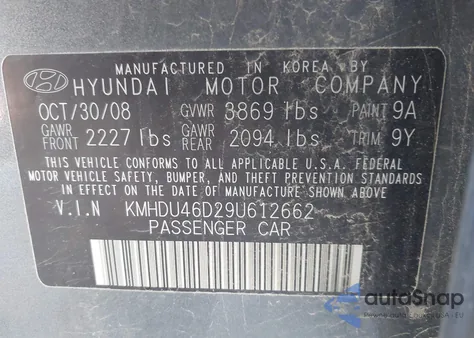 MANUFACTURED IN KOREA BY
HYUNDAI MOTOR COMPANY
OCT/30/08 GVWR 3869 lbs PAINT 9A
GAWR FRONT 2227 lbs GAWR REAR 2094 lbs TRIM 9Y
THIS VEHICLE CONFORMS TO ALL APPLICABLE U.S.A. FEDERAL
MOTOR VEHICLE SAFETY, BUMPER, AND THEFT PREVENTION STANDARDS
IN EFFECT ON THE DATE OF MANUFACTURE SHOWN ABOVE.
V.I.N KMHDU46D29U612662
PASSENGER CAR
autoSnap